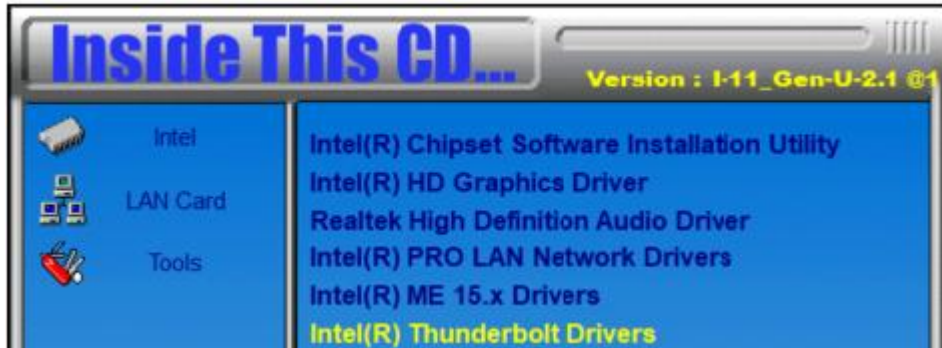 Inside This CD...
Version : I-11_Gen-U-2.1 @1
Intel
LAN Card
Tools
Intel(R) Chipset Software Installation Utility
Intel(R) HD Graphics Driver
Realtek High Definition Audio Driver
Intel(R) PRO LAN Network Drivers
Intel(R) ME 15.x Drivers
Intel(R) Thunderbolt Drivers